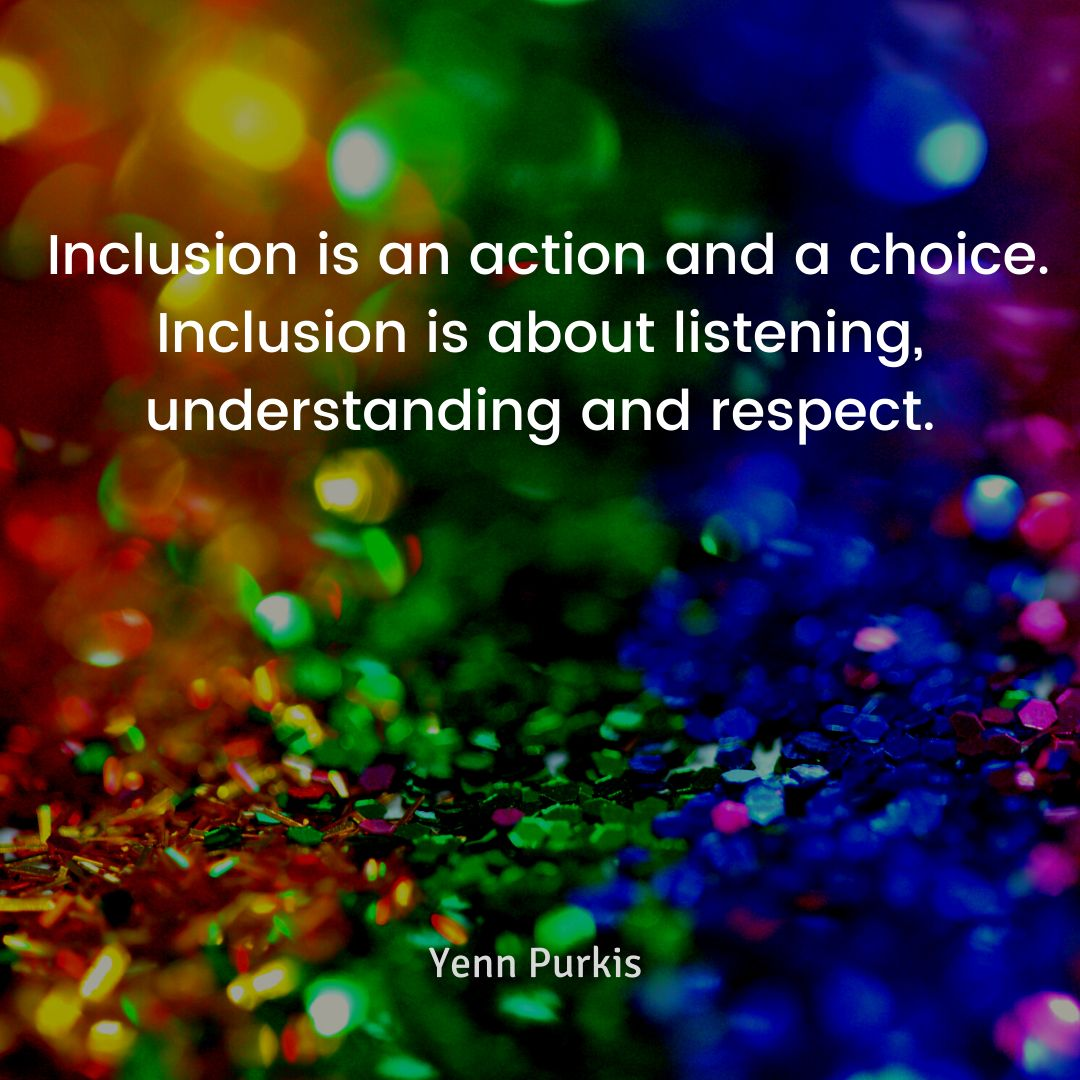 Inclusion is an action and a choice.
Inclusion is about listening,
understanding and respect.
Yenn Purkis